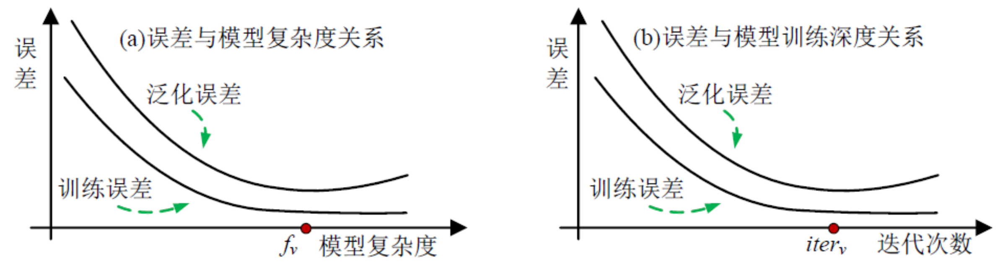 (a)误差与模型复杂度关系
误差
泛化误差
训练误差
fv 模型复杂度
(b)误差与模型训练深度关系
误差
泛化误差
训练误差
iterv 迭代次数